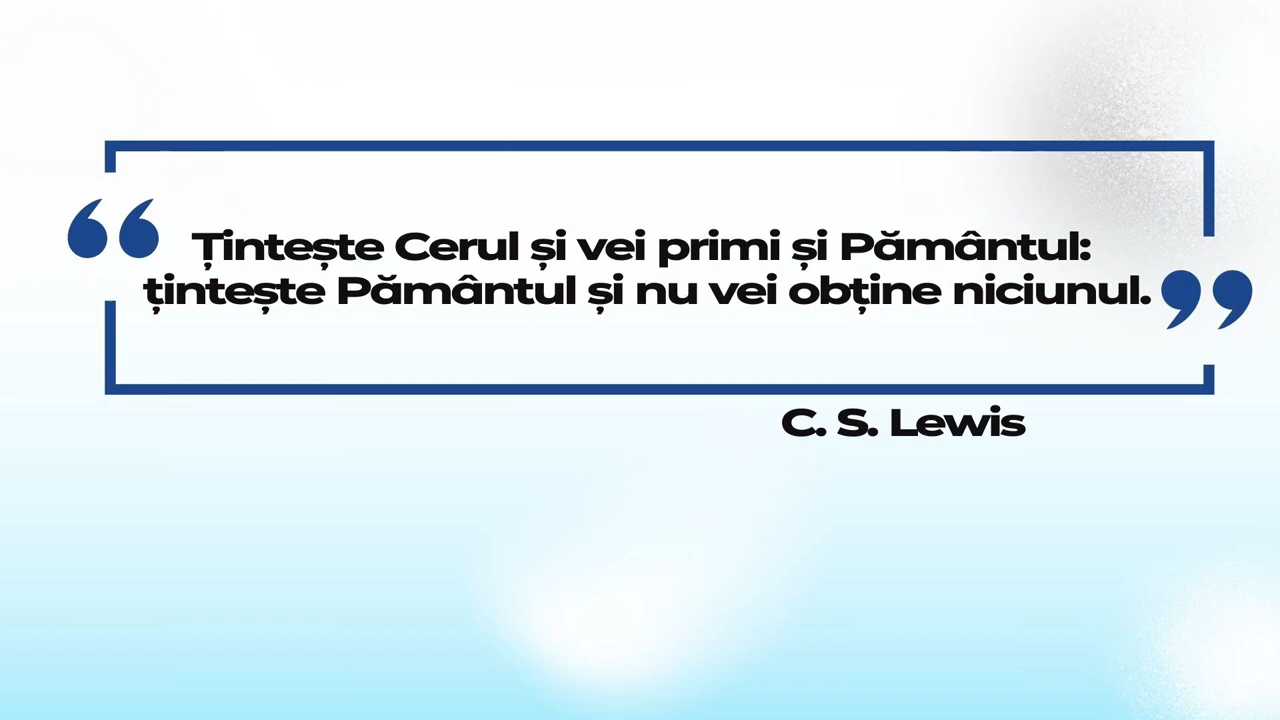 Țintește Cerul și vei primi și Pământul:
țintește Pământul și nu vei obține niciunul.
C. S. Lewis